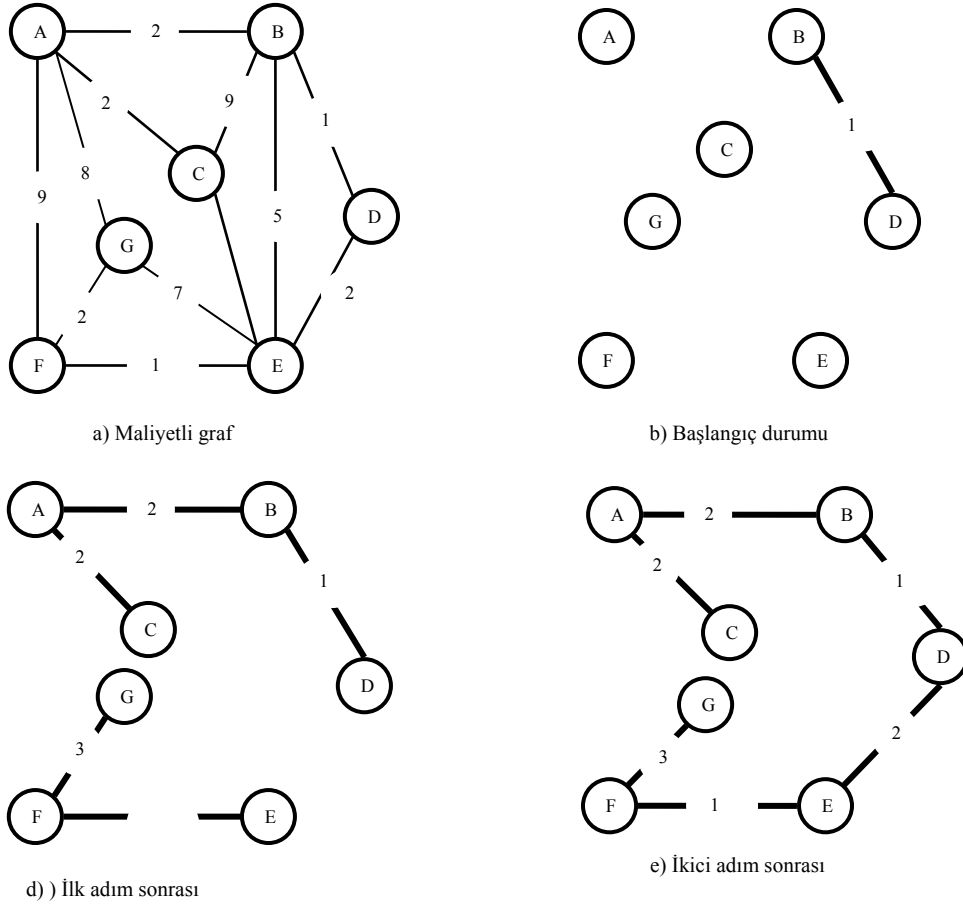 A 2 B
2 9 1
8 C
9 5 D
G
7 2
2
F 1 E
a) Maliyetli graf
A B
1
C
G D
F E
b) Başlangıç durumu
A 2 B
2 1
C
G D
3
F E
d) ) İlk adım sonrası
A 2 B
2 1
C D
G
3 2
F 1 E
e) İkici adım sonrası